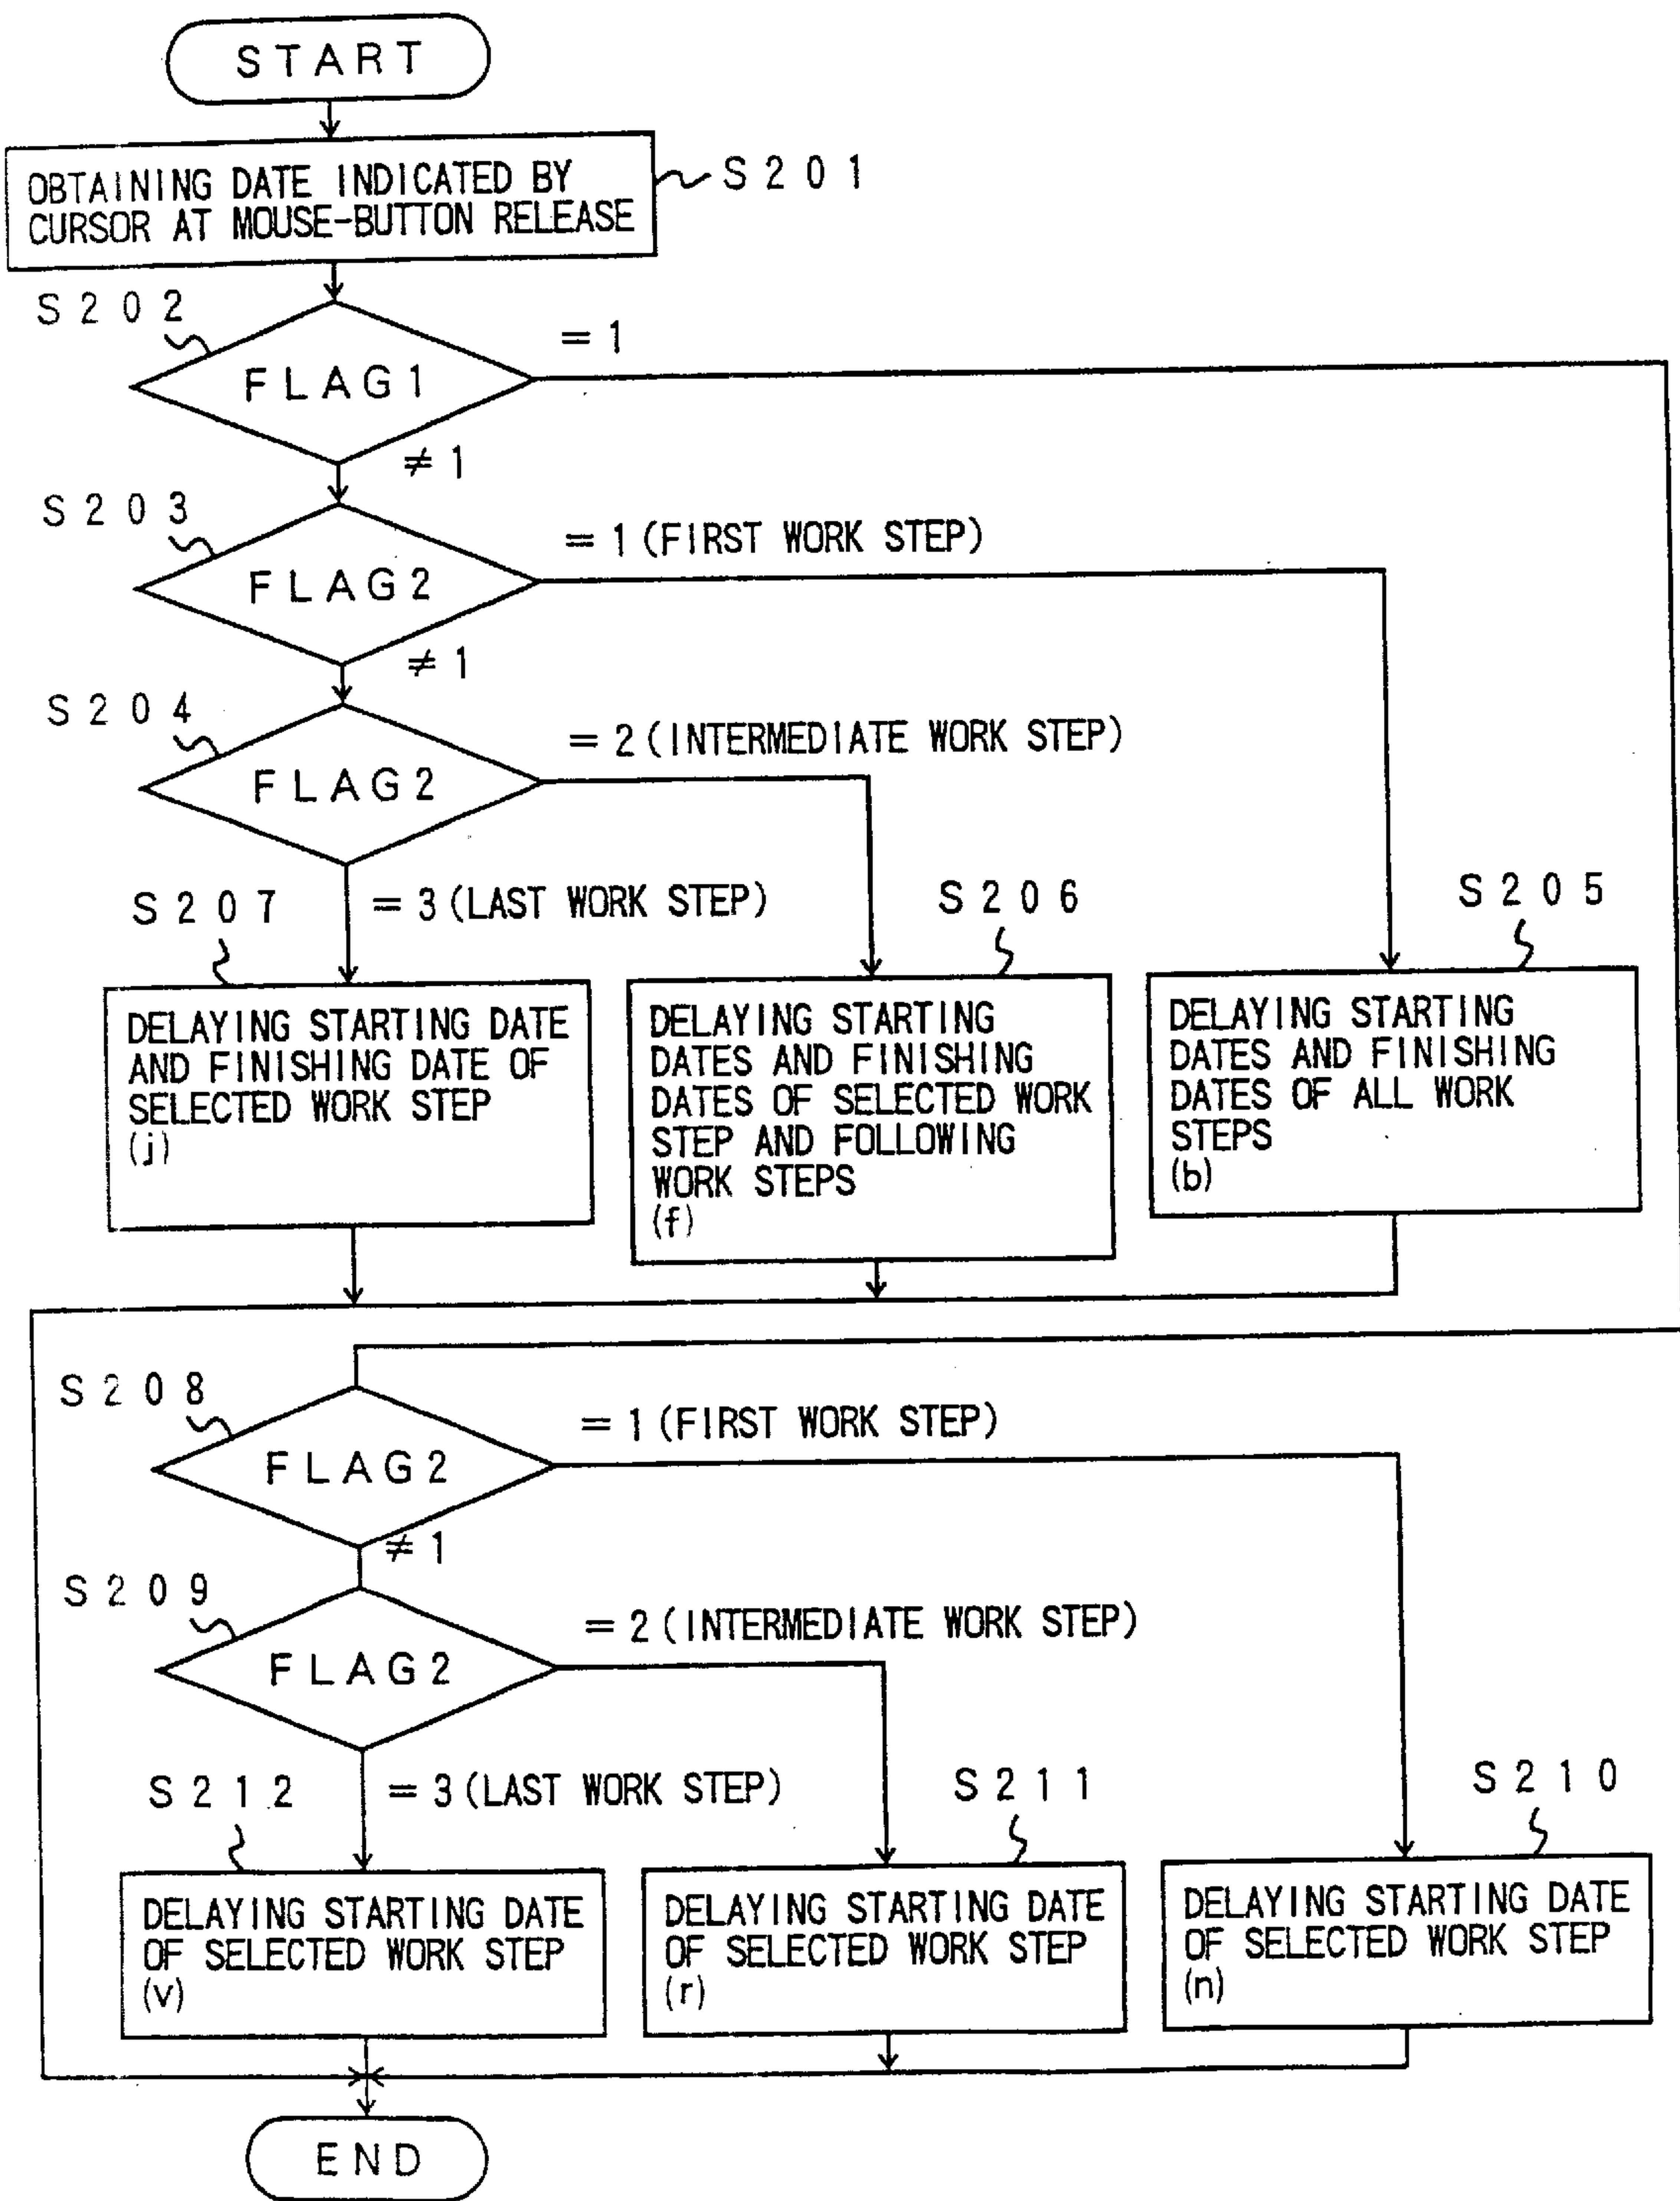 START
OBTAINING DATE INDICATED BY
CURSOR AT MOUSE-BUTTON RELEASE
S201
S202
FLAG1
= 1
≠ 1
S203
FLAG2
= 1 (FIRST WORK STEP)
≠ 1
S204
FLAG2
= 2 (INTERMEDIATE WORK STEP)
S207
= 3 (LAST WORK STEP)
S206
S205
DELAYING STARTING DATE
AND FINISHING DATE OF
SELECTED WORK STEP
(j)
DELAYING STARTING
DATES AND FINISHING
DATES OF SELECTED WORK
STEP AND FOLLOWING
WORK STEPS
(f)
DELAYING STARTING
DATES AND FINISHING
DATES OF ALL WORK
STEPS
(b)
S208
FLAG2
= 1 (FIRST WORK STEP)
≠ 1
S209
FLAG2
= 2 (INTERMEDIATE WORK STEP)
S212
= 3 (LAST WORK STEP)
S211
S210
DELAYING STARTING DATE
OF SELECTED WORK STEP
(v)
DELAYING STARTING DATE
OF SELECTED WORK STEP
(r)
DELAYING STARTING DATE
OF SELECTED WORK STEP
(n)
END